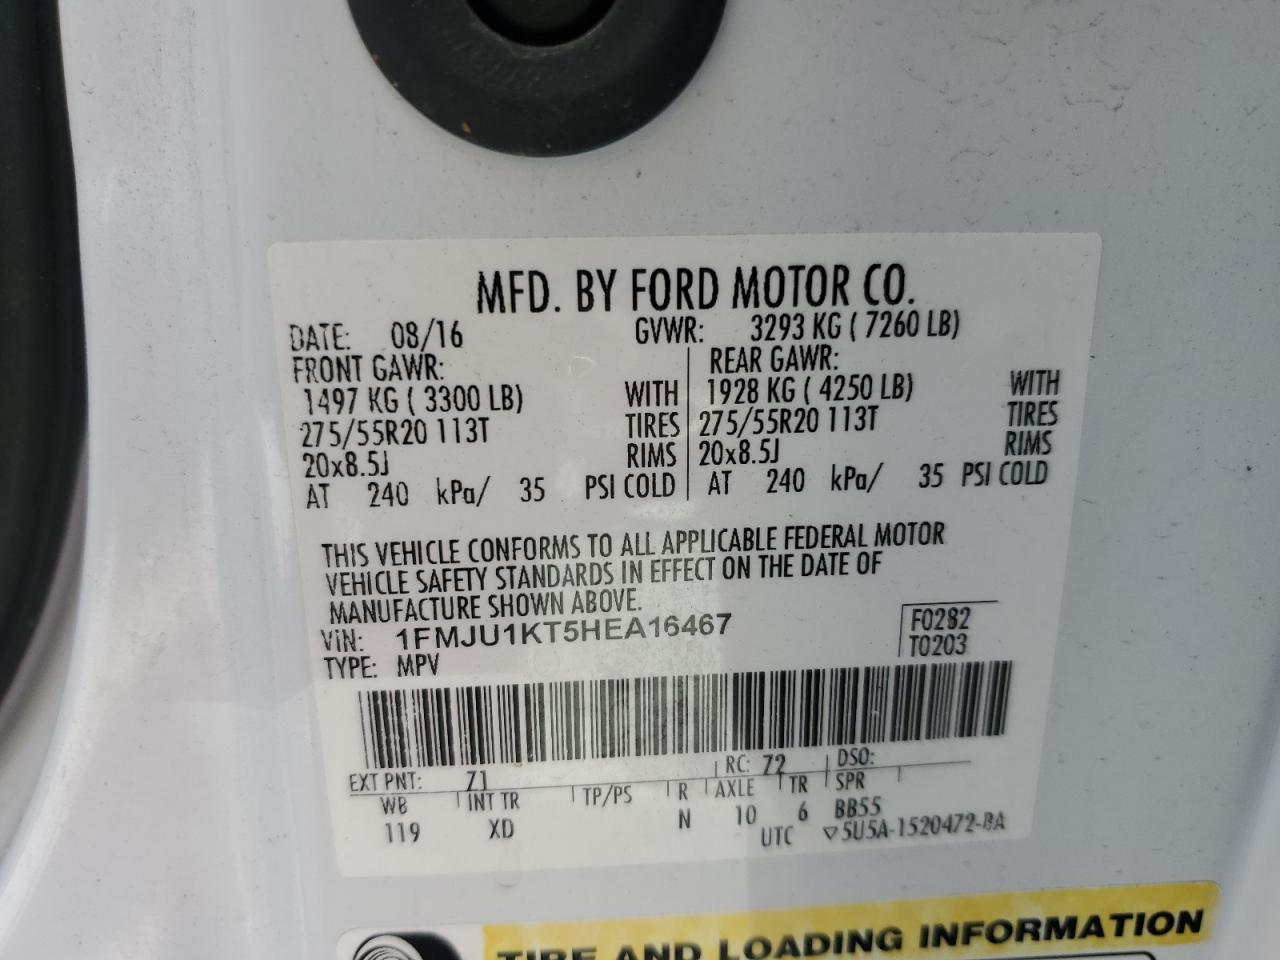 MFD. BY FORD MOTOR CO.
DATE: 08/16 GVWR: 3293 KG ( 7260 LB)
FRONT GAWR: REAR GAWR:
1497 KG ( 3300 LB) WITH 1928 KG ( 4250 LB) WITH
275/55R20 113T TIRES 275/55R20 113T TIRES
20x8.5J RIMS 20x8.5J RIMS
AT 240 kPa/ 35 PSI COLD AT 240 kPa/ 35 PSI COLD
THIS VEHICLE CONFORMS TO ALL APPLICABLE FEDERAL MOTOR
VEHICLE SAFETY STANDARDS IN EFFECT ON THE DATE OF
MANUFACTURE SHOWN ABOVE.
VIN: 1FMJU1KT5HEA16467 F0282
TYPE: MPV T0203
EXT PNT: Z1 RC: 72 DSO:
WB INT TR TP/PS R AXLE TR SPR
119 XD N 10 6 BB55
UTC ▽5U5A-1520472-BA
TIRE AND LOADING INFORMATION